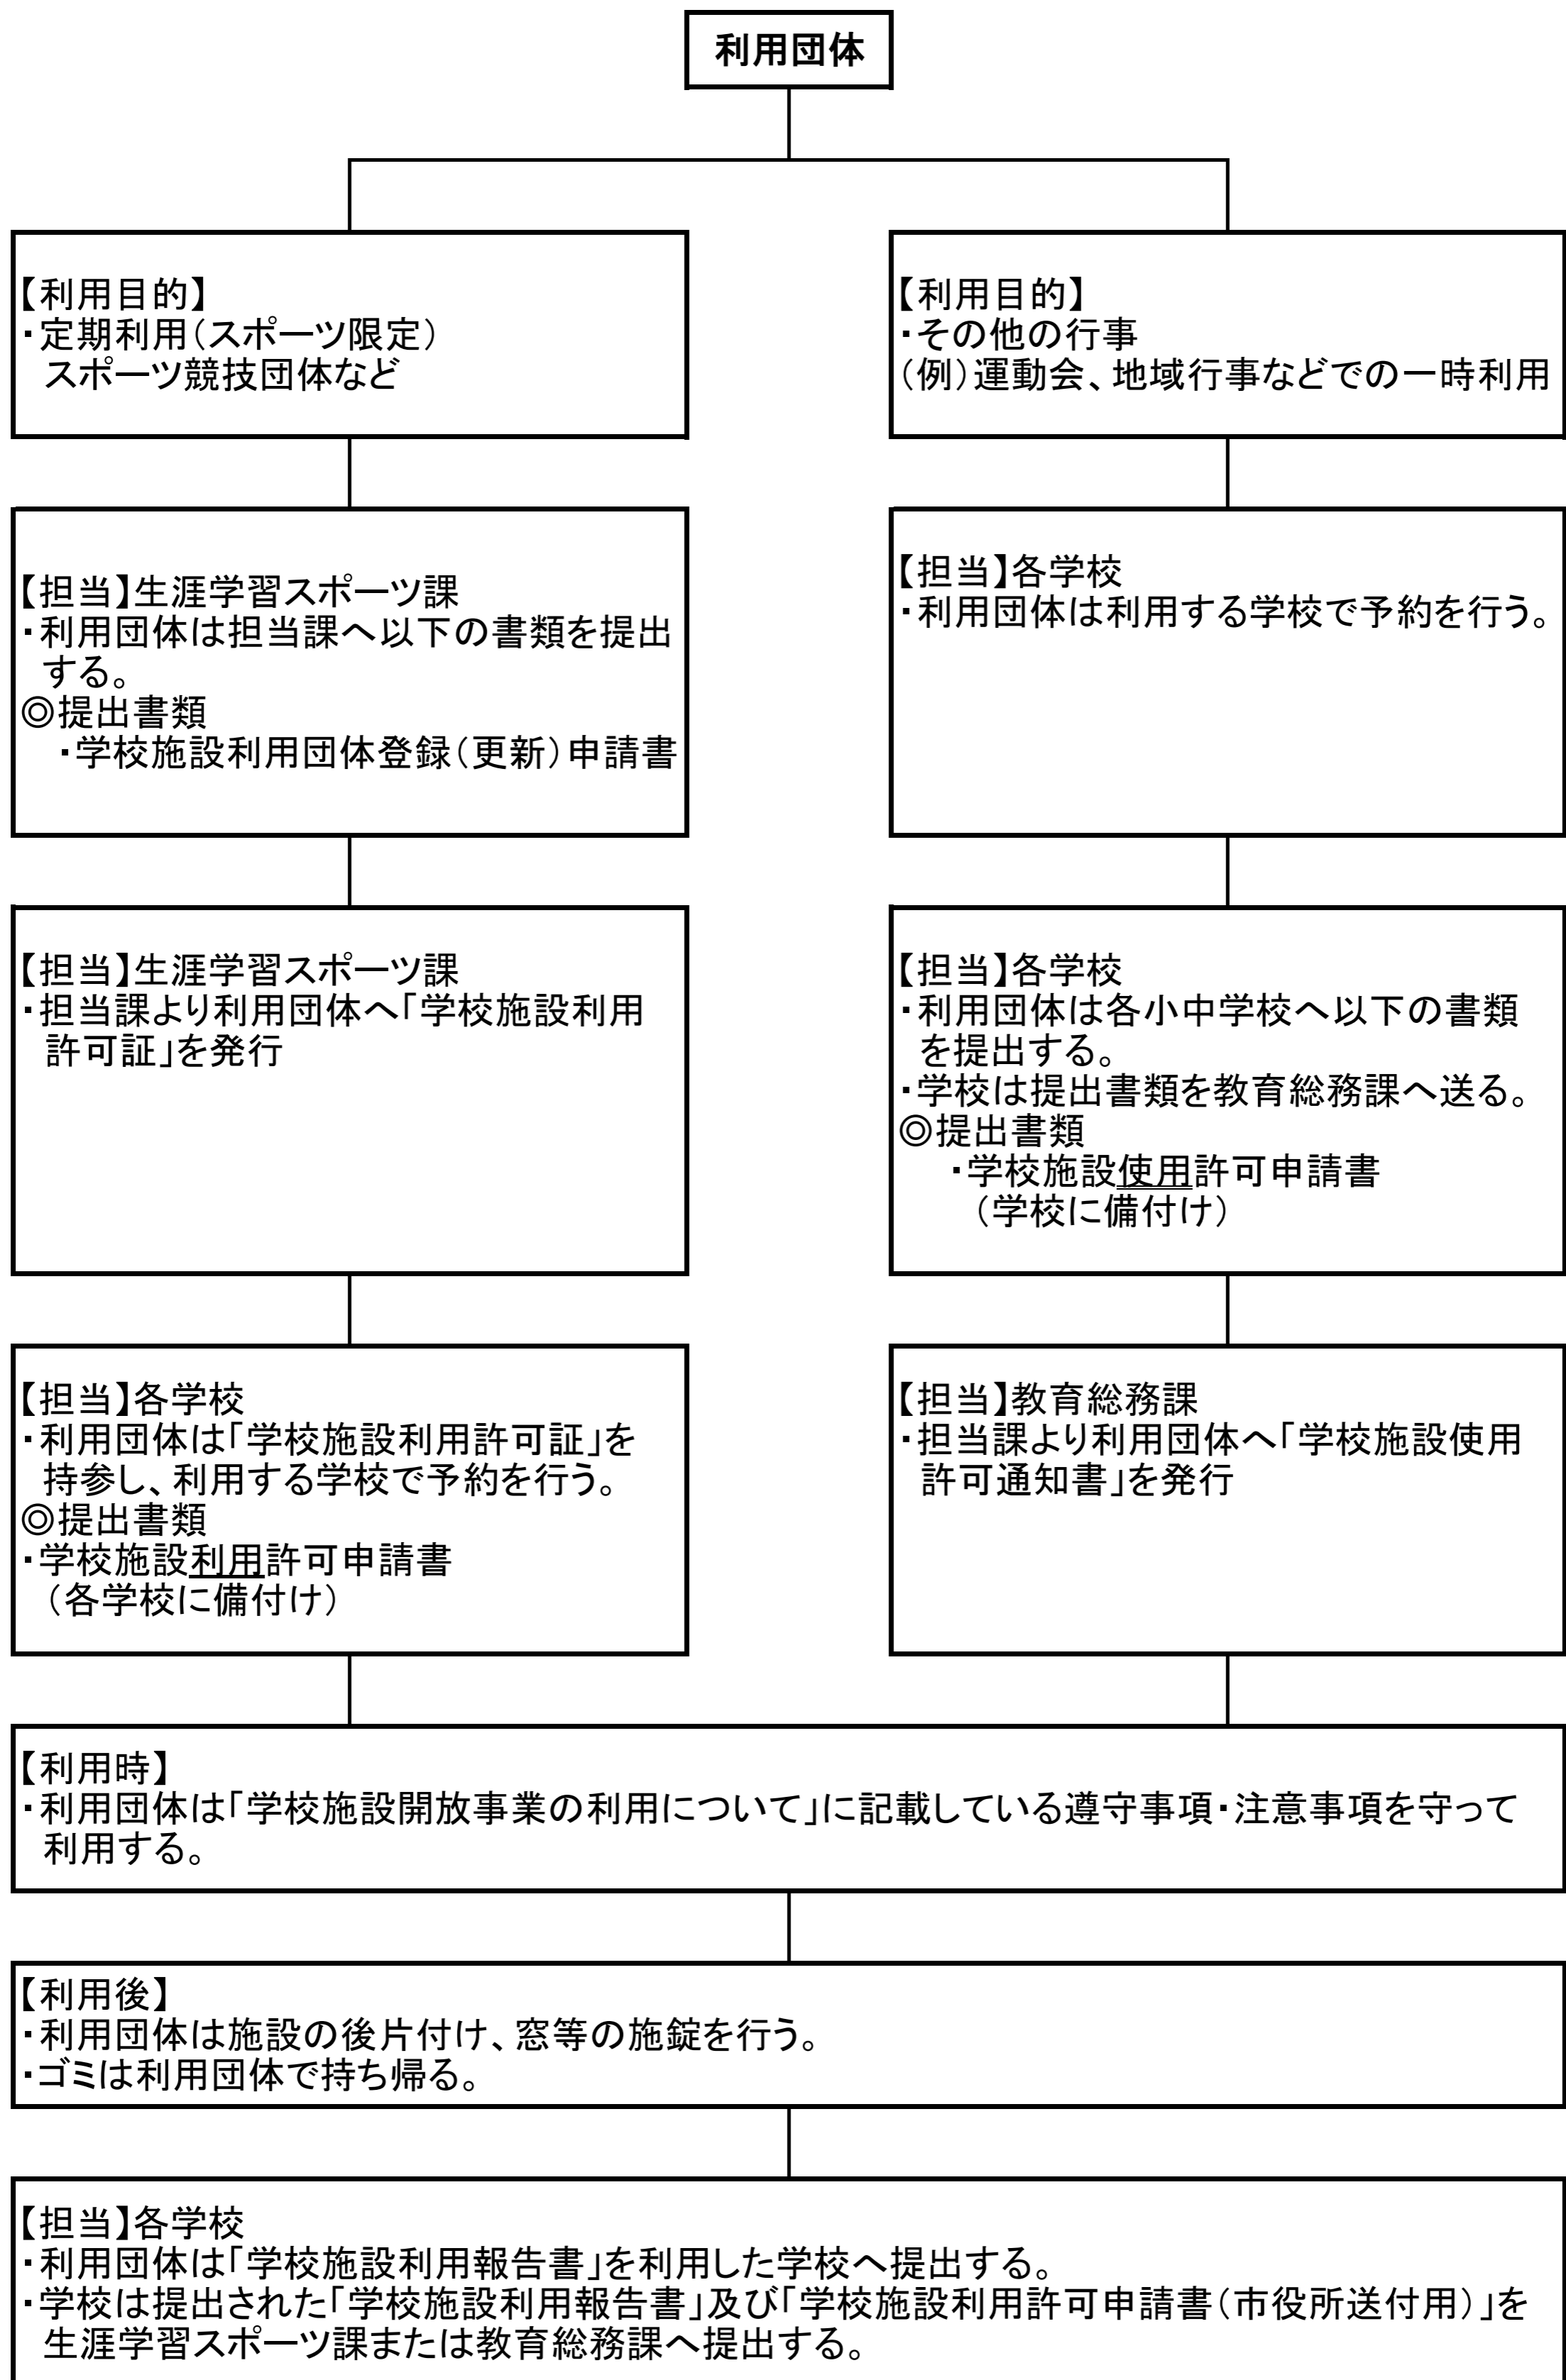 利用団体
【利用目的】
・定期利用（スポーツ限定）
スポーツ競技団体など
【利用目的】
・その他の行事
（例）運動会、地域行事などでの一時利用
【担当】生涯学習スポーツ課
・利用団体は担当課へ以下の書類を提出
する。
◎提出書類
・学校施設利用団体登録（更新）申請書
【担当】各学校
・利用団体は利用する学校で予約を行う。
【担当】生涯学習スポーツ課
・担当課より利用団体へ「学校施設利用
許可証」を発行
【担当】各学校
・利用団体は各小中学校へ以下の書類
を提出する。
・学校は提出書類を教育総務課へ送る。
◎提出書類
・学校施設使用許可申請書
（学校に備付け）
【担当】各学校
・利用団体は「学校施設利用許可証」を
持参し、利用する学校で予約を行う。
◎提出書類
・学校施設利用許可申請書
（各学校に備付け）
【担当】教育総務課
・担当課より利用団体へ「学校施設使用
許可通知書」を発行
【利用時】
・利用団体は「学校施設開放事業の利用について」に記載している遵守事項・注意事項を守って
利用する。
【利用後】
・利用団体は施設の後片付け、窓等の施錠を行う。
・ゴミは利用団体で持ち帰る。
【担当】各学校
・利用団体は「学校施設利用報告書」を利用した学校へ提出する。
・学校は提出された「学校施設利用報告書」及び「学校施設利用許可申請書（市役所送付用）」を
生涯学習スポーツ課または教育総務課へ提出する。